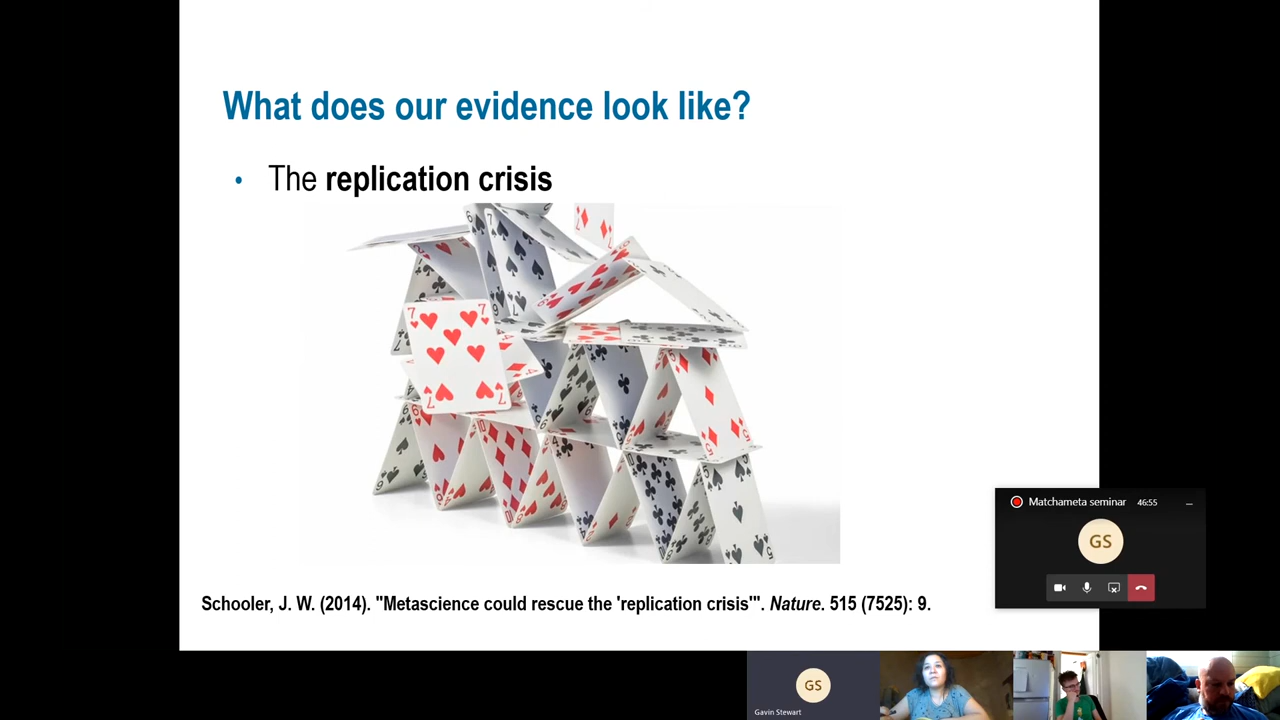 What does our evidence look like?
• The replication crisis
Schooler, J. W. (2014). "Metascience could rescue the 'replication crisis'". Nature. 515 (7525): 9.
Matchameta seminar 46:55
GS
GS
Gavin Stewart